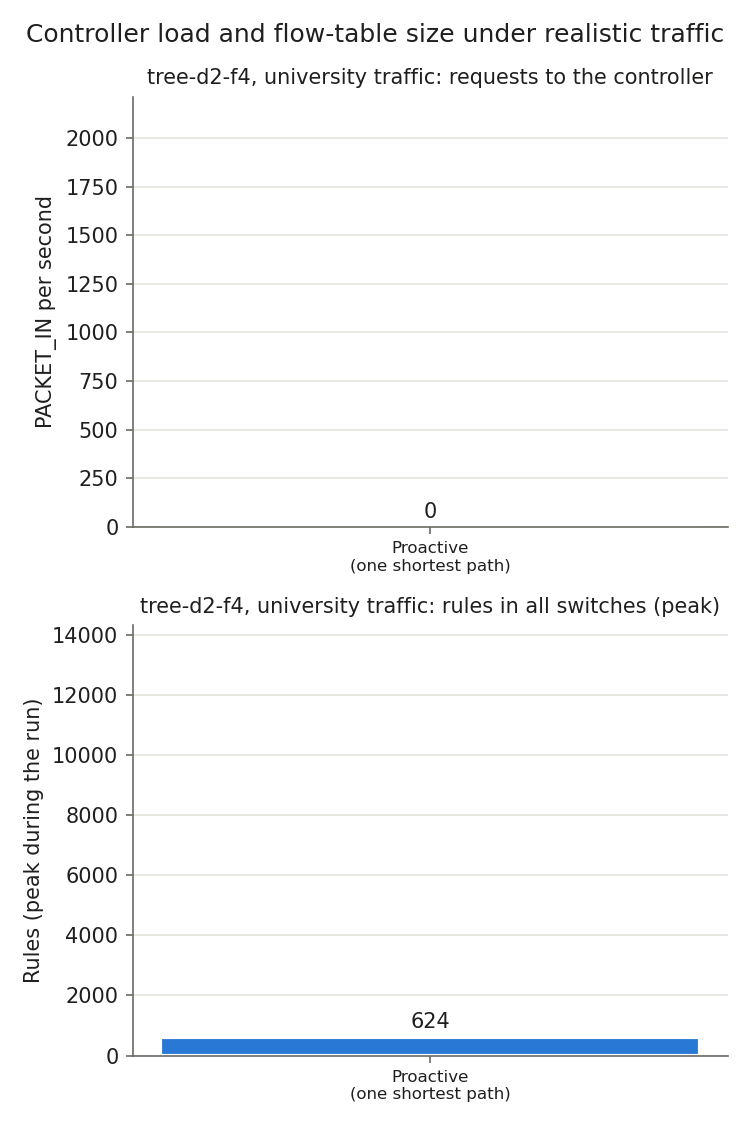 Controller load and flow-table size under realistic traffic
tree-d2-f4, university traffic: requests to the controller
PACKET_IN per second
2000
1750
1500
1250
1000
750
500
250
0
0
Proactive
(one shortest path)
tree-d2-f4, university traffic: rules in all switches (peak)
Rules (peak during the run)
14000
12000
10000
8000
6000
4000
2000
0
624
Proactive
(one shortest path)